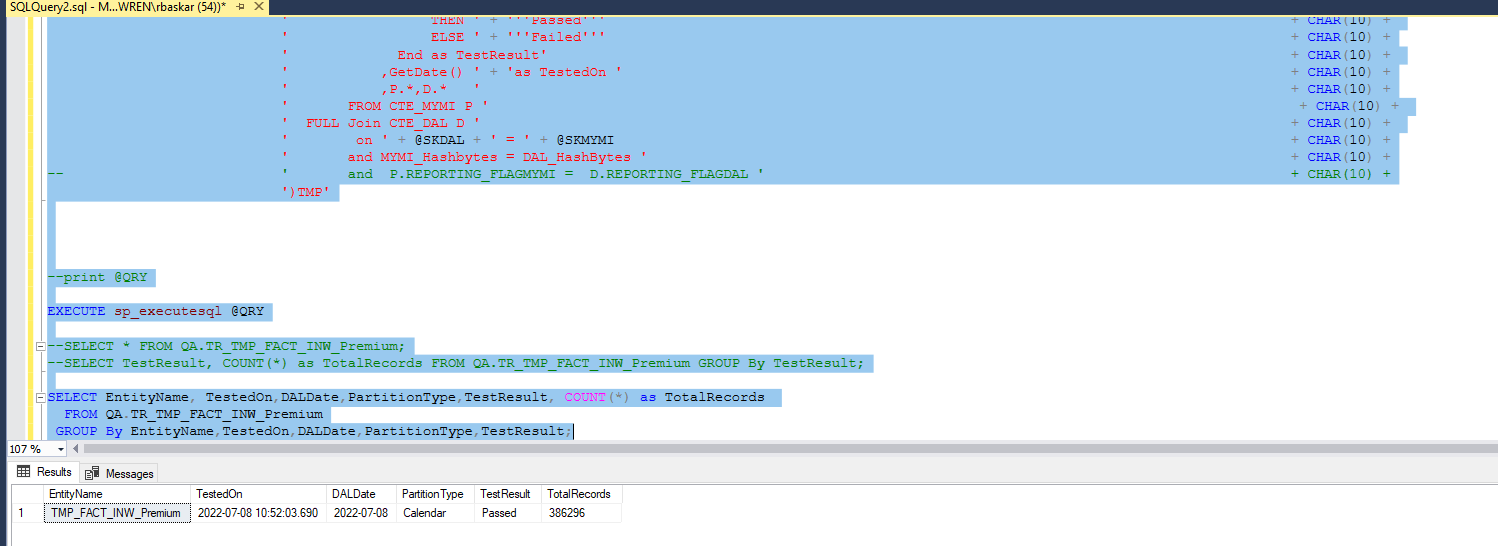 SQLQuery2.sql - M...WREN\rbaskar (54))*
' THEN ' + '''Passed''' + CHAR(10) +
' ELSE ' + '''Failed''' + CHAR(10) +
' End as TestResult' + CHAR(10) +
' ,GetDate() ' + 'as TestedOn ' + CHAR(10) +
' ,P.*,D.* ' + CHAR(10) +
' FROM CTE_MYMI P ' + CHAR(10) +
' FULL Join CTE_DAL D ' + CHAR(10) +
' on ' + @SKDAL + ' = ' + @SKMYMI + CHAR(10) +
' and MYMI_Hashbytes = DAL_HashBytes ' + CHAR(10) +
-- ' and P.REPORTING_FLAGMYMI = D.REPORTING_FLAGDAL ' + CHAR(10) +
')TMP'
--print @QRY
EXECUTE sp_executesql @QRY
--SELECT * FROM QA.TR_TMP_FACT_INW_Premium;
--SELECT TestResult, COUNT(*) as TotalRecords FROM QA.TR_TMP_FACT_INW_Premium GROUP By TestResult;
SELECT EntityName, TestedOn,DALDate,PartitionType,TestResult, COUNT(*) as TotalRecords
FROM QA.TR_TMP_FACT_INW_Premium
GROUP By EntityName,TestedOn,DALDate,PartitionType,TestResult;
107 %
Results Messages
EntityName TestedOn DALDate PartitionType TestResult TotalRecords
1 TMP_FACT_INW_Premium 2022-07-08 10:52:03.690 2022-07-08 Calendar Passed 386296